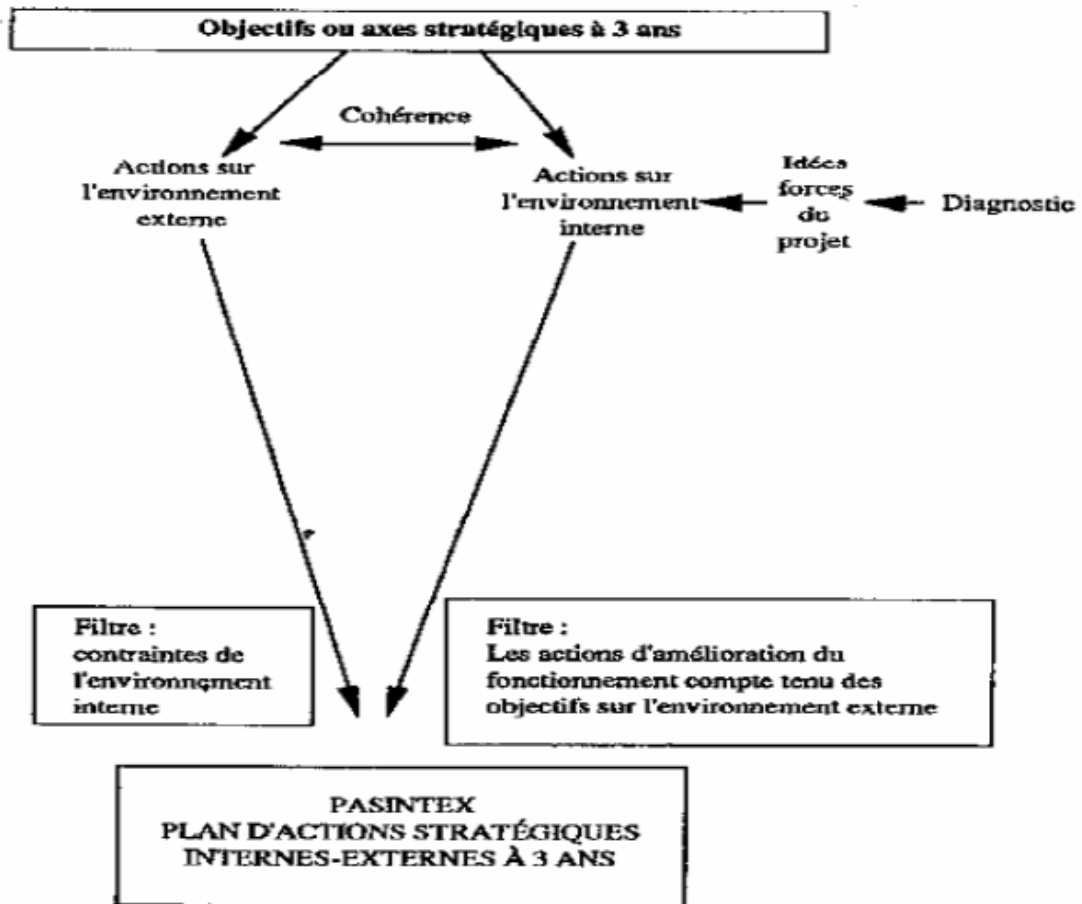 Objectifs ou axes stratégiques à 3 ans
Cohérence
Actions sur
l'environnement
externe
Actions sur
l'environnement
interne
Idées
forces
du
projet
Diagnostic
Filtre :
contraintes de
l'environnement
interne
Filtre :
Les actions d'amélioration du
fonctionnement compte tenu des
objectifs sur l'environnement externe
PASINTEX
PLAN D'ACTIONS STRATÉGIQUES
INTERNES-EXTERNES À 3 ANS